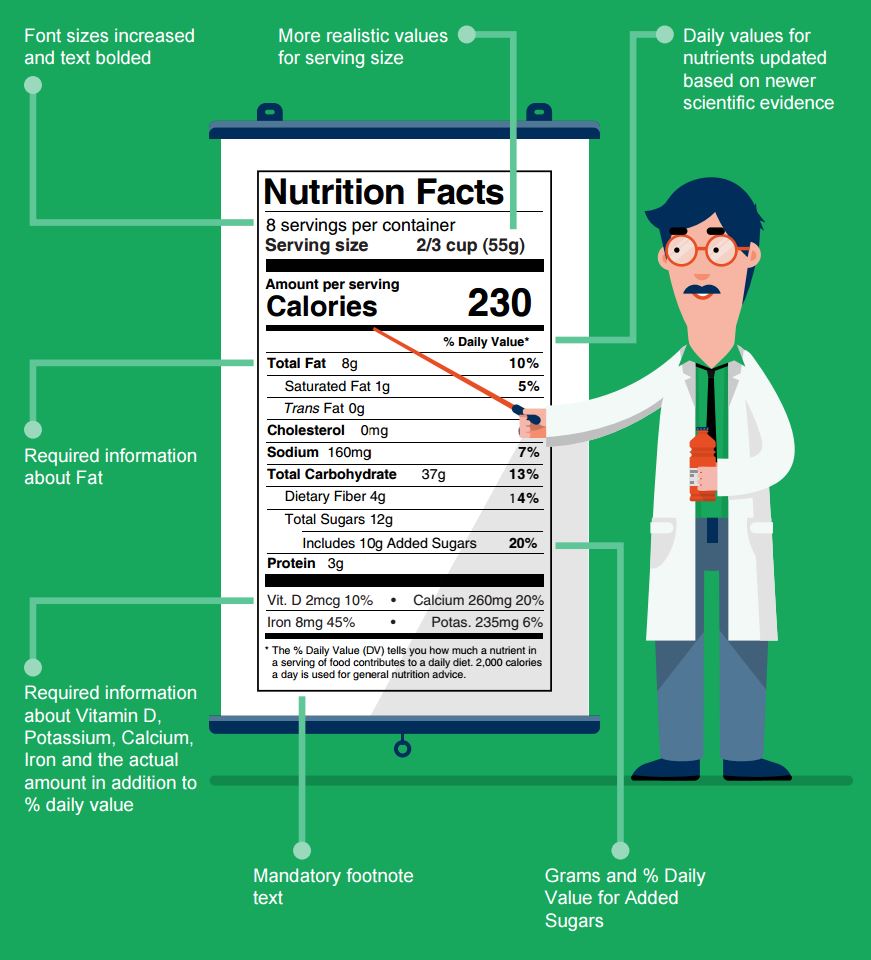 Font sizes increased
and text bolded
More realistic values
for serving size
Daily values for
nutrients updated
based on newer
scientific evidence
Nutrition Facts
8 servings per container
Serving size 2/3 cup (55g)
Amount per serving
Calories 230
% Daily Value*
Total Fat 8g 10%
Saturated Fat 1g 5%
Trans Fat 0g
Cholesterol 0mg
Sodium 160mg 7%
Total Carbohydrate 37g 13%
Dietary Fiber 4g 14%
Total Sugars 12g
Includes 10g Added Sugars 20%
Protein 3g
Vit. D 2mcg 10% • Calcium 260mg 20%
Iron 8mg 45% • Potas. 235mg 6%
* The % Daily Value (DV) tells you how much a nutrient in
a serving of food contributes to a daily diet. 2,000 calories
a day is used for general nutrition advice.
Required information
about Fat
Required information
about Vitamin D,
Potassium, Calcium,
Iron and the actual
amount in addition to
% daily value
Mandatory footnote
text
Grams and % Daily
Value for Added
Sugars